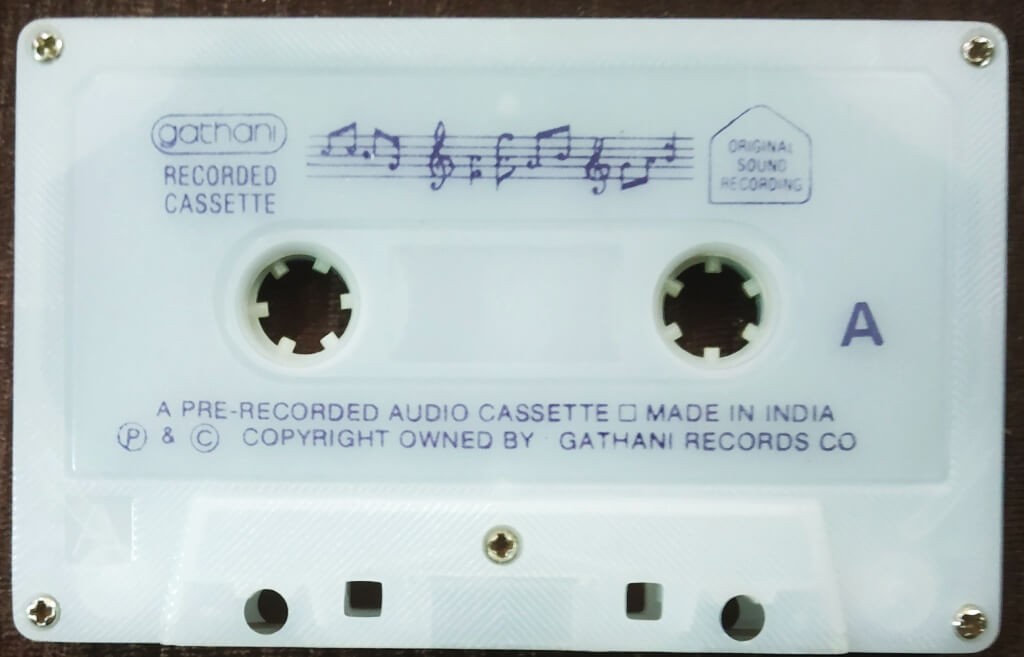 gathani
RECORDED
CASSETTE
ORIGINAL
SOUND
RECORDING
A
A PRE-RECORDED AUDIO CASSETTE □ MADE IN INDIA
Ⓟ & © COPYRIGHT OWNED BY · GATHANI RECORDS CO